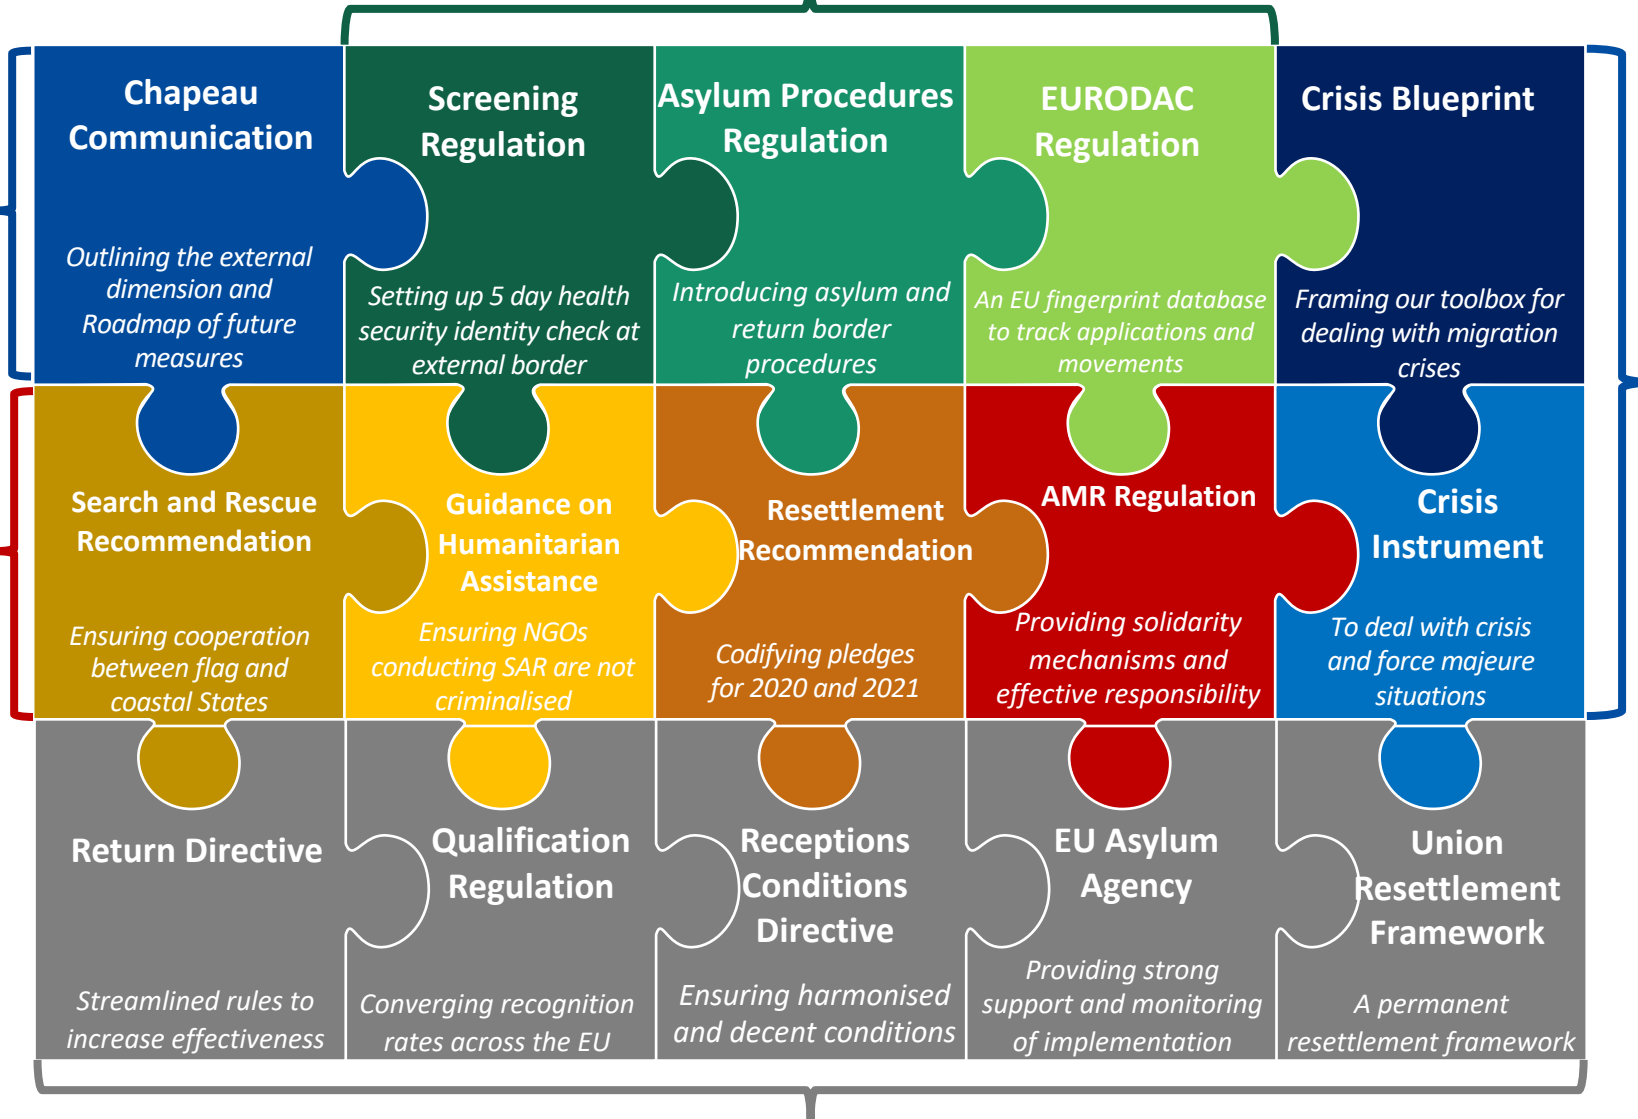 Chapeau
Communication
Outlining the external
dimension and
Roadmap of future
measures
Screening
Regulation
Setting up 5 day health
security identity check at
external border
Asylum Procedures
Regulation
Introducing asylum and
return border
procedures
EURODAC
Regulation
An EU fingerprint database
to track applications and
movements
Crisis Blueprint
Framing our toolbox for
dealing with migration
crises
Search and Rescue
Recommendation
Ensuring cooperation
between flag and
coastal States
Guidance on
Humanitarian
Assistance
Ensuring NGOs
conducting SAR are not
criminalised
Resettlement
Recommendation
Codifying pledges
for 2020 and 2021
AMR Regulation
Providing solidarity
mechanisms and
effective responsibility
Crisis
Instrument
To deal with crisis
and force majeure
situations
Return Directive
Streamlined rules to
increase effectiveness
Qualification
Regulation
Converging recognition
rates across the EU
Receptions
Conditions
Directive
Ensuring harmonised
and decent conditions
EU Asylum
Agency
Providing strong
support and monitoring
of implementation
Union
Resettlement
Framework
A permanent
resettlement framework